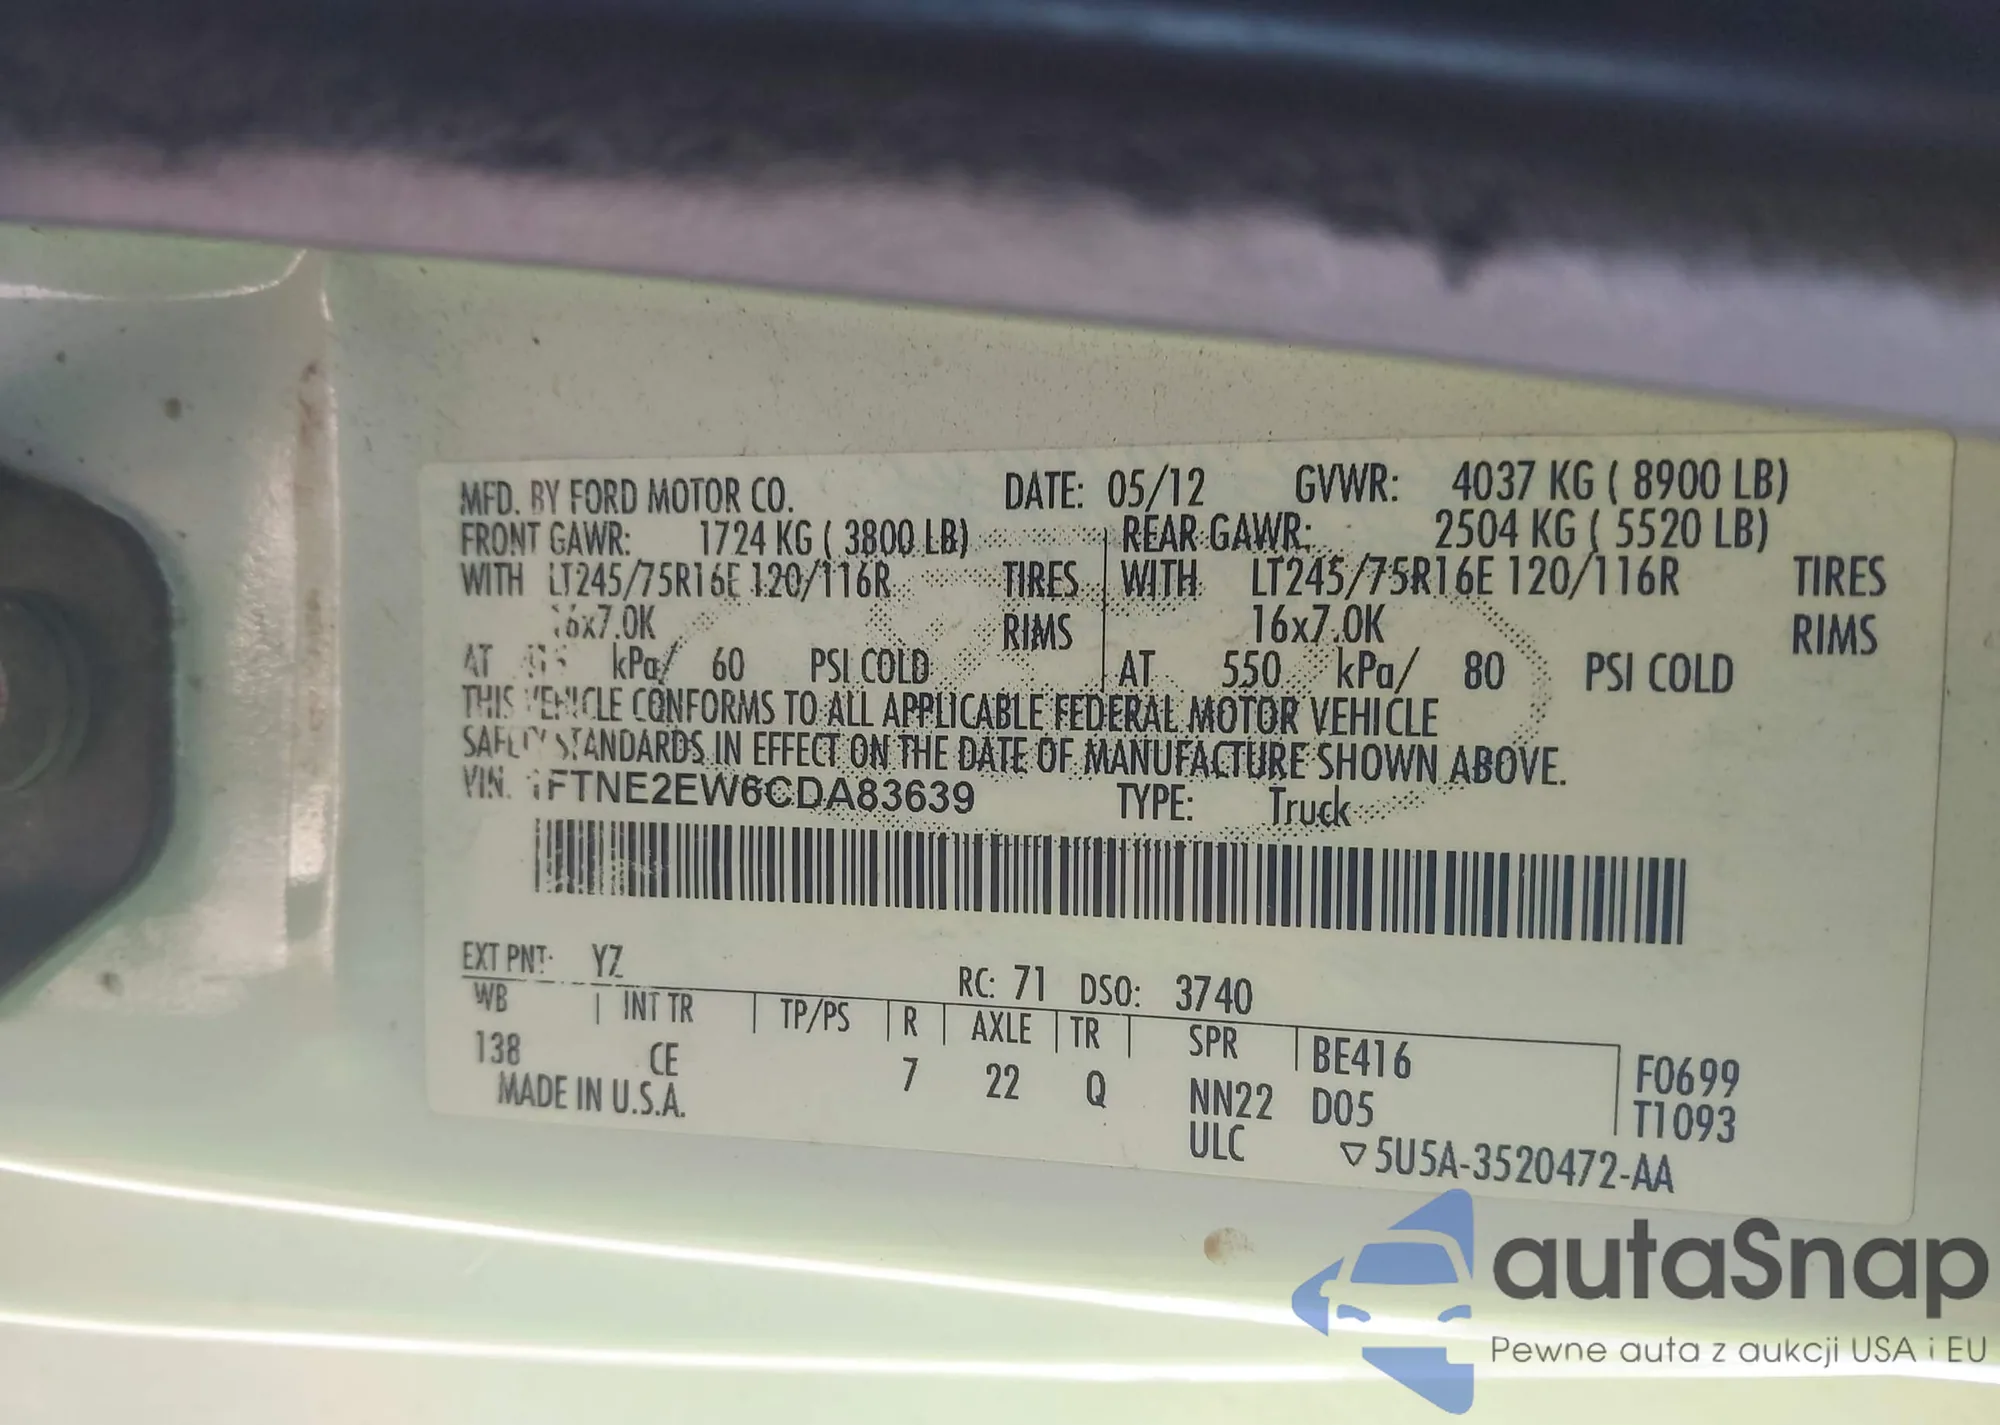 MFD. BY FORD MOTOR CO. DATE: 05/12 GVWR: 4037 KG ( 8900 LB)
FRONT GAWR: 1724 KG ( 3800 LB) REAR GAWR: 2504 KG ( 5520 LB)
WITH LT245/75R16E 120/116R TIRES WITH LT245/75R16E 120/116R TIRES
16x7.0K RIMS 16x7.0K RIMS
AT kPa/ 60 PSI COLD AT 550 kPa/ 80 PSI COLD
THIS VEHICLE CONFORMS TO ALL APPLICABLE FEDERAL MOTOR VEHICLE
SAFETY STANDARDS IN EFFECT ON THE DATE OF MANUFACTURE SHOWN ABOVE.
VIN: 1FTNE2EW6CDA83639 TYPE: Truck
EXT PNT: YZ RC: 71 DSO: 3740
WB INT TR TP/PS R AXLE TR SPR BE416 F0699
138 CE 7 22 Q NN22 D05 T1093
MADE IN U.S.A. ULC ▽5U5A-3520472-AA
autaSnap
Pewne auta z aukcji USA i EU